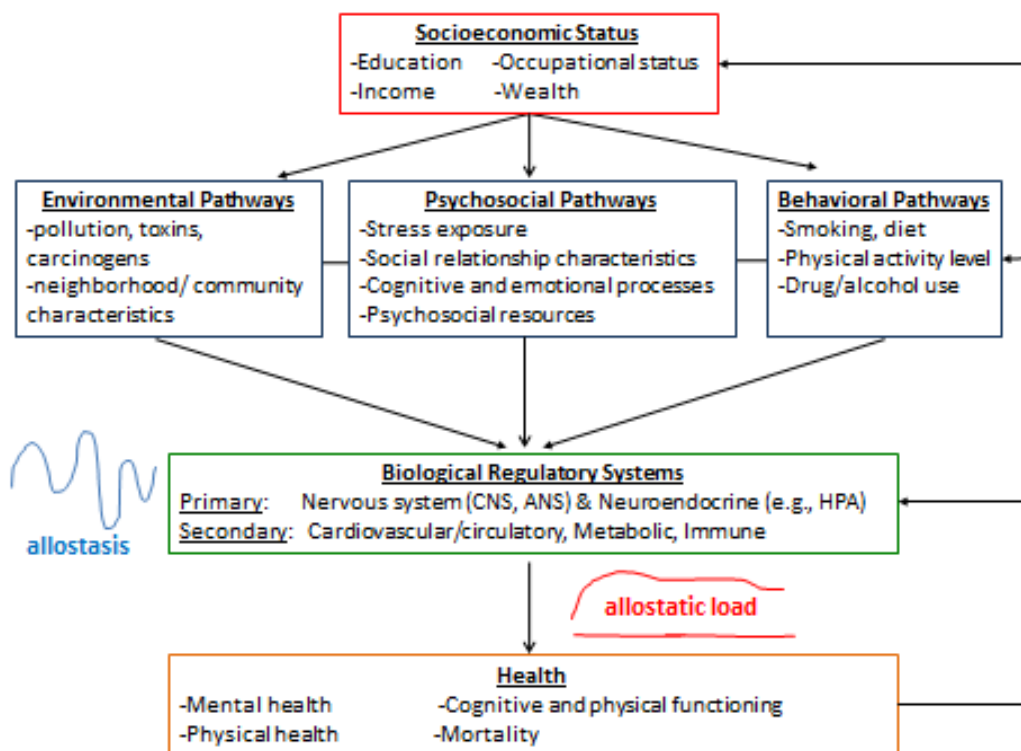 Socioeconomic Status
-Education -Occupational status
-Income -Wealth
Environmental Pathways
-pollution, toxins,
carcinogens
-neighborhood/ community
characteristics
Psychosocial Pathways
-Stress exposure
-Social relationship characteristics
-Cognitive and emotional processes
-Psychosocial resources
Behavioral Pathways
-Smoking, diet
-Physical activity level
-Drug/alcohol use
allostasis
Biological Regulatory Systems
Primary: Nervous system (CNS, ANS) & Neuroendocrine (e.g., HPA)
Secondary: Cardiovascular/circulatory, Metabolic, Immune
allostatic load
Health
-Mental health -Cognitive and physical functioning
-Physical health -Mortality